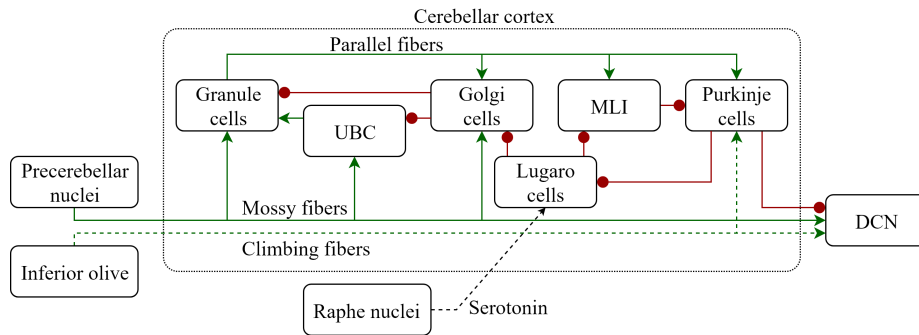 Cerebellar cortex
Parallel fibers
Granule
cells
UBC
Golgi
cells
MLI
Purkinje
cells
Precerebellar
nuclei
Lugaro
cells
Mossy fibers
DCN
Climbing fibers
Inferior olive
Raphe nuclei
Serotonin